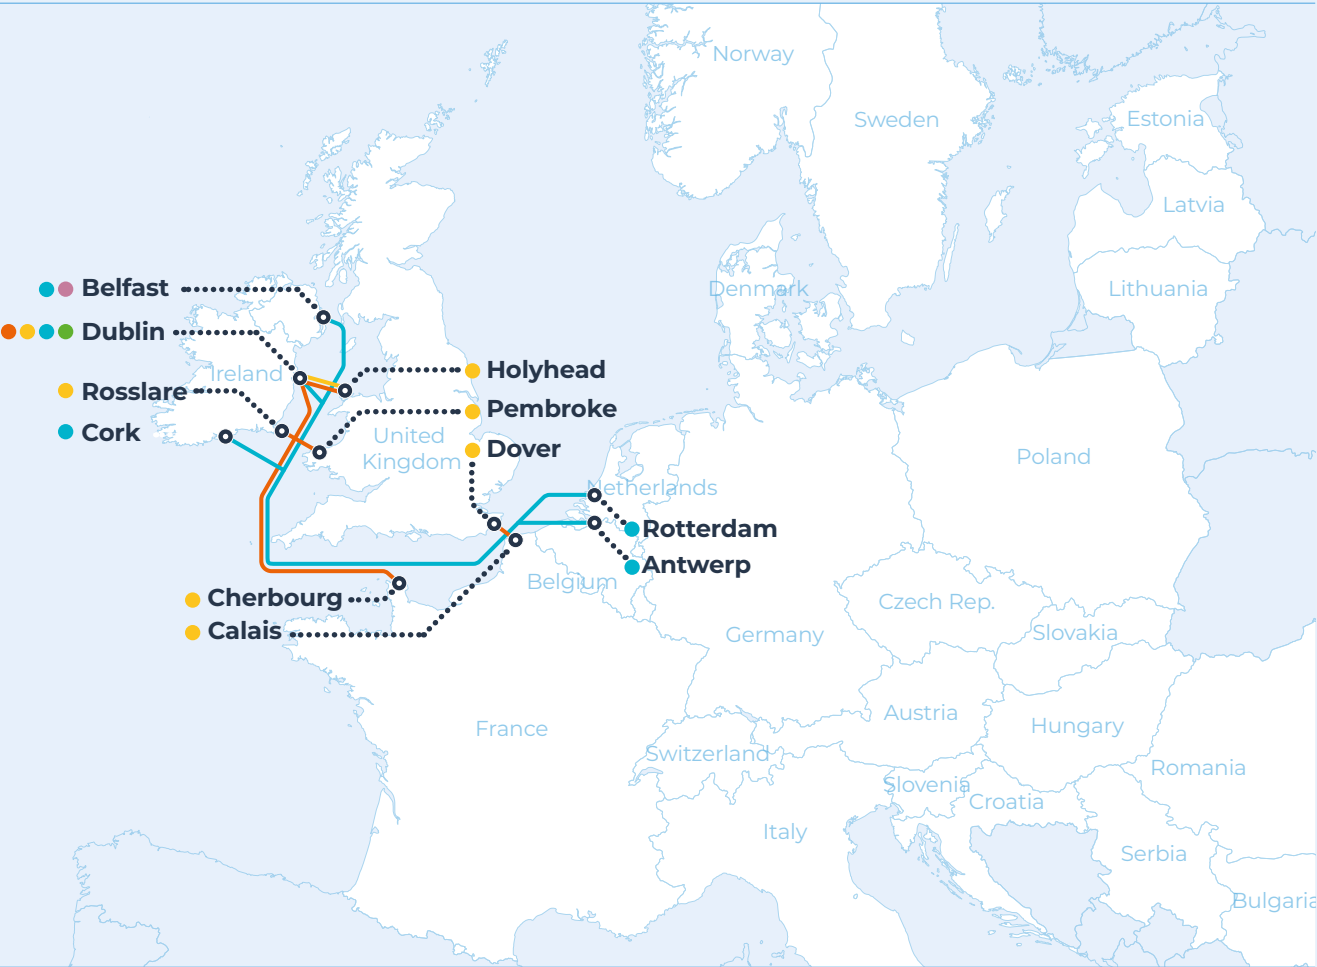 Norway
Sweden
Estonia
Latvia
Belfast
Denmark
Lithuania
Dublin
Ireland
Holyhead
Rosslare
Pembroke
Cork
United
Kingdom
Dover
Poland
Netherlands
Rotterdam
Antwerp
Belgium
Cherbourg
Czech Rep.
Calais
Germany
Slovakia
France
Austria
Hungary
Switzerland
Romania
Slovenia
Croatia
Italy
Serbia
Bulgaria